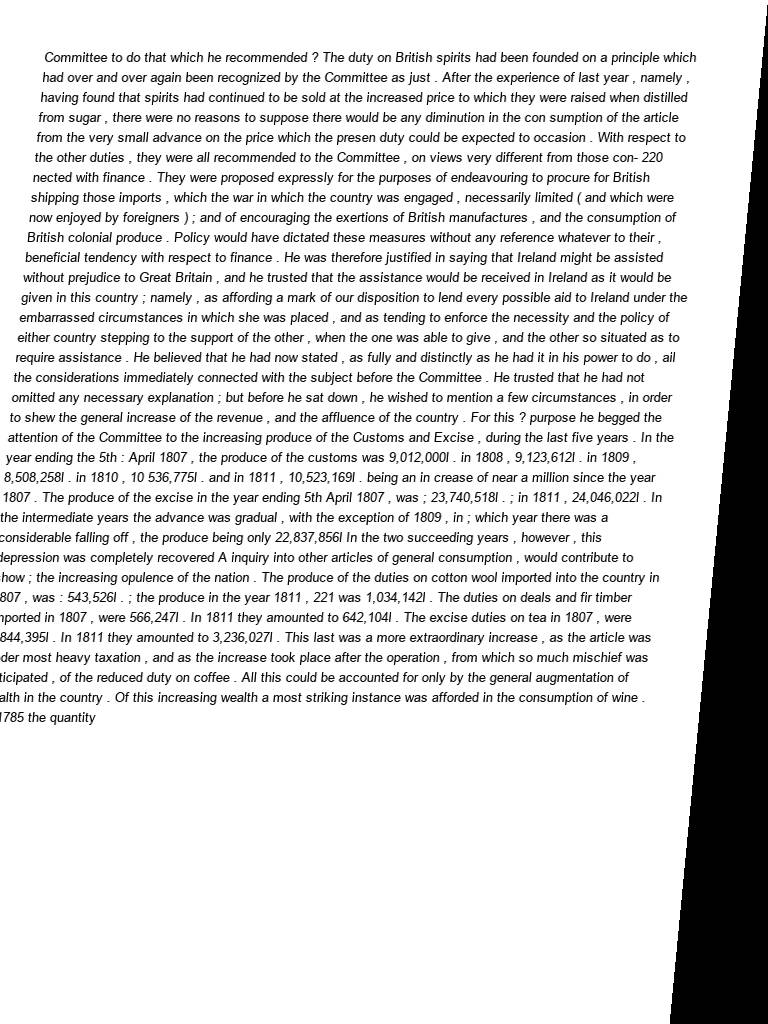 Committee to do that which he recommended ? The duty on British spirits had been founded on a principle which
had over and over again been recognized by the Committee as just . After the experience of last year , namely ,
having found that spirits had continued to be sold at the increased price to which they were raised when distilled
from sugar , there were no reasons to suppose there would be any diminution in the con sumption of the article
from the very small advance on the price which the presen duty could be expected to occasion . With respect to
the other duties , they were all recommended to the Committee , on views very different from those con- 220
nected with finance . They were proposed expressly for the purposes of endeavouring to procure for British
shipping those imports , which the war in which the country was engaged , necessarily limited ( and which were
now enjoyed by foreigners ) ; and of encouraging the exertions of British manufactures , and the consumption of
British colonial produce . Policy would have dictated these measures without any reference whatever to their ,
beneficial tendency with respect to finance . He was therefore justified in saying that Ireland might be assisted
without prejudice to Great Britain , and he trusted that the assistance would be received in Ireland as it would be
given in this country ; namely , as affording a mark of our disposition to lend every possible aid to Ireland under the
embarrassed circumstances in which she was placed , and as tending to enforce the necessity and the policy of
either country stepping to the support of the other , when the one was able to give , and the other so situated as to
require assistance . He believed that he had now stated , as fully and distinctly as he had it in his power to do , ail
the considerations immediately connected with the subject before the Committee . He trusted that he had not
omitted any necessary explanation ; but before he sat down , he wished to mention a few circumstances , in order
to shew the general increase of the revenue , and the affluence of the country . For this ? purpose he begged the
attention of the Committee to the increasing produce of the Customs and Excise , during the last five years . In the
year ending the 5th : April 1807 , the produce of the customs was 9,012,000l . in 1808 , 9,123,612l . in 1809 ,
8,508,258l . in 1810 , 10 536,775l . and in 1811 , 10,523,169l . being an in crease of near a million since the year
1807 . The produce of the excise in the year ending 5th April 1807 , was ; 23,740,518l . ; in 1811 , 24,046,022l . In
the intermediate years the advance was gradual , with the exception of 1809 , in ; which year there was a
considerable falling off , the produce being only 22,837,856l In the two succeeding years , however , this
depression was completely recovered A inquiry into other articles of general consumption , would contribute to
how ; the increasing opulence of the nation . The produce of the duties on cotton wool imported into the country in
807 , was : 543,526l . ; the produce in the year 1811 , 221 was 1,034,142l . The duties on deals and fir timber
ported in 1807 , were 566,247l . In 1811 they amounted to 642,104l . The excise duties on tea in 1807 , were
844,395l . In 1811 they amounted to 3,236,027l . This last was a more extraordinary increase , as the article was
der most heavy taxation , and as the increase took place after the operation , from which so much mischief was
ticipated , of the reduced duty on coffee . All this could be accounted for only by the general augmentation of
alth in the country . Of this increasing wealth a most striking instance was afforded in the consumption of wine .
1785 the quantity